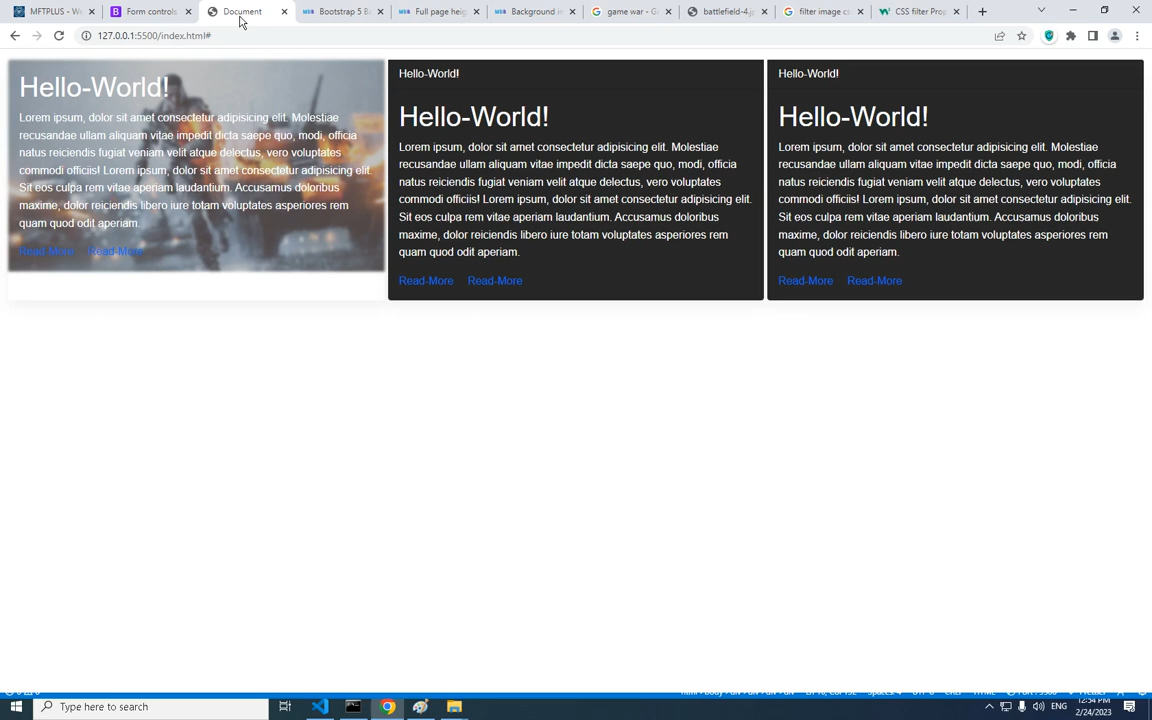 MFTPLUS - We
Form controls
Document
Bootstrap 5 Ba
Full page heig
Background im
game war - Go
battlefield-4.jp
filter image cs
CSS filter Prop
127.0.0.1:5500/index.html#
Hello-World!
Lorem ipsum, dolor sit amet consectetur adipisicing elit. Molestiae
recusandae ullam aliquam vitae impedit dicta saepe quo, modi, officia
natus reiciendis fugiat veniam velit atque delectus, vero voluptates
officiis! Lorem ipsum, dolor sit amet consectetur adipisicing elit.
Sit eos culpa rem vitae aperiam laudantium. Accusamus doloribus
maxime, dolor reiciendis libero iure totam voluptates asperiores rem
quam quod odit aperiam.
Read-More Read-More
Hello-World!
Hello-World!
Lorem ipsum, dolor sit amet consectetur adipisicing elit. Molestiae
recusandae ullam aliquam vitae impedit dicta saepe quo, modi, officia
natus reiciendis fugiat veniam velit atque delectus, vero voluptates
officiis! Lorem ipsum, dolor sit amet consectetur adipisicing elit.
Sit eos culpa rem vitae aperiam laudantium. Accusamus doloribus
maxime, dolor reiciendis libero iure totam voluptates asperiores rem
quam quod odit aperiam.
Read-More Read-More
Hello-World!
Hello-World!
Lorem ipsum, dolor sit amet consectetur adipisicing elit. Molestiae
recusandae ullam aliquam vitae impedit dicta saepe quo, modi, officia
natus reiciendis fugiat veniam velit atque delectus, vero voluptates
officiis! Lorem ipsum, dolor sit amet consectetur adipisicing elit.
Sit eos culpa rem vitae aperiam laudantium. Accusamus doloribus
maxime, dolor reiciendis libero iure totam voluptates asperiores rem
quam quod odit aperiam.
Read-More Read-More
Type here to search
ENG
12:54 PM
2/24/2023